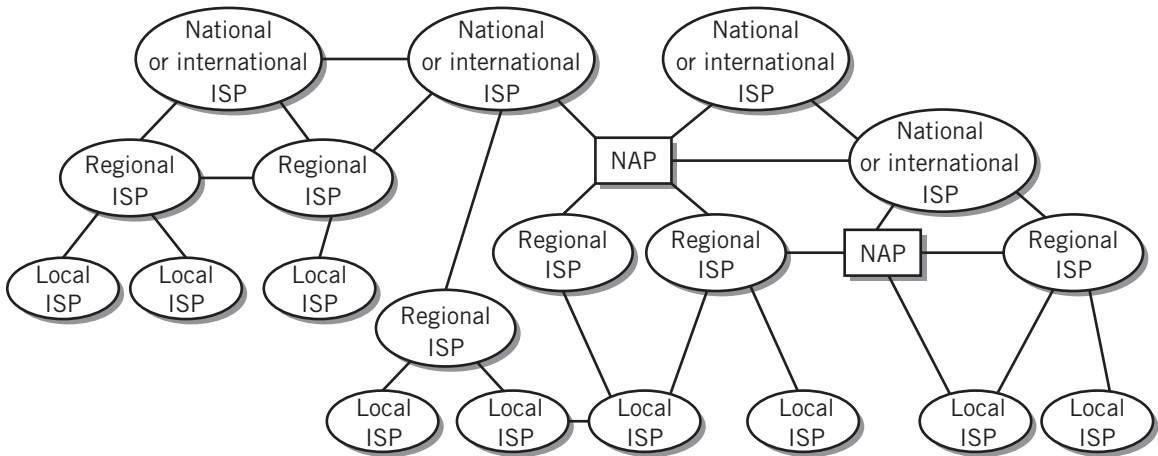 National
or international
ISP
National
or international
ISP
National
or international
ISP
National
or international
ISP
NAP
Regional
ISP
Regional
ISP
Regional
ISP
Regional
ISP
NAP
Regional
ISP
Local
ISP
Local
ISP
Local
ISP
Regional
ISP
Local
ISP
Local
ISP
Local
ISP
Local
ISP
Local
ISP
Local
ISP